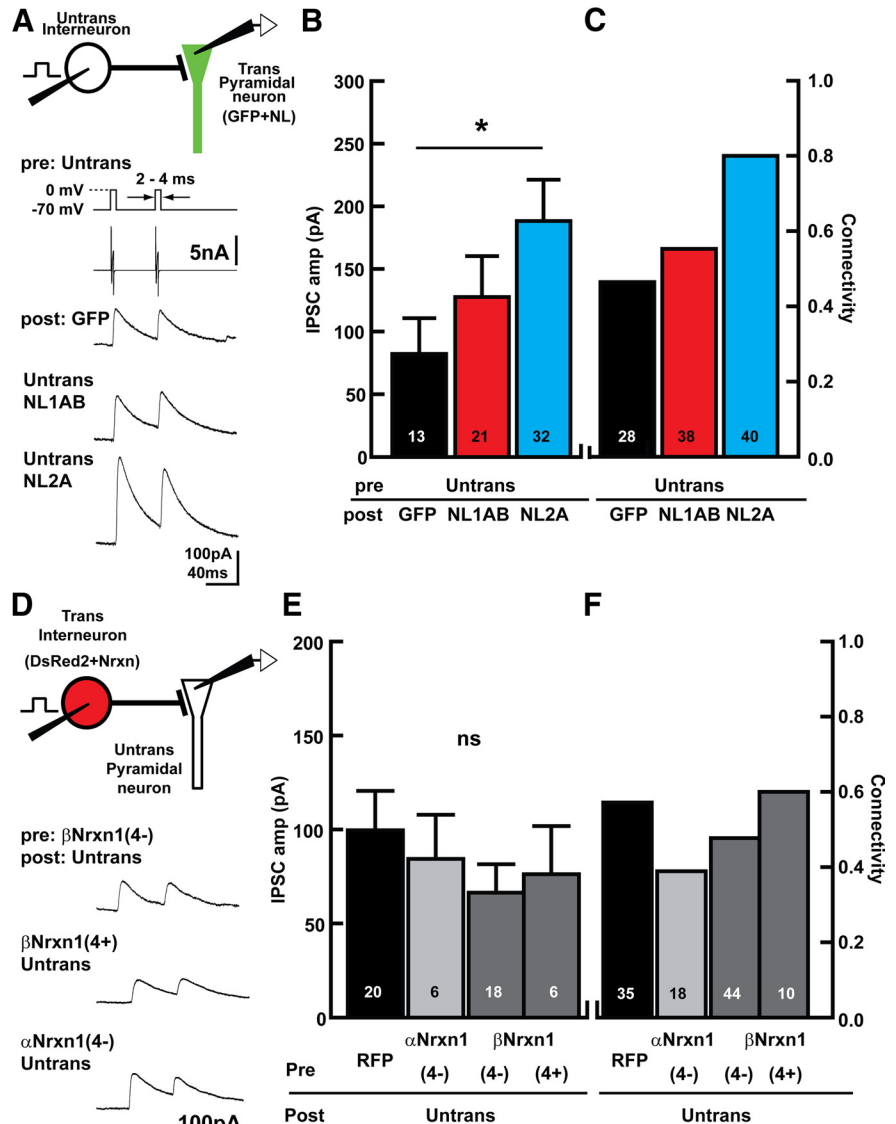 A
Untrans
Interneuron
Trans
Pyramidal
neuron
(GFP+NL)
pre: Untrans
2 - 4 ms
0 mV
-70 mV
5nA
post: GFP
Untrans
NL1AB
Untrans
NL2A
100pA
40ms
B
300
250
200
150
100
50
0
IPSC amp (pA)
*
13 21 32
pre Untrans
post GFP NL1AB NL2A
C
1.0
0.8
0.6
0.4
0.2
0.0
Connectivity
28 38 40
Untrans
GFP NL1AB NL2A
D
Trans
Interneuron
(DsRed2+Nrxn)
Untrans
Pyramidal
neuron
pre: βNrxn1(4-)
post: Untrans
βNrxn1(4+)
Untrans
αNrxn1(4-)
Untrans
100pA
E
200
150
100
50
0
IPSC amp (pA)
ns
20 6 18 6
αNrxn1 βNrxn1
Pre RFP (4-) (4-) (4+)
Post Untrans
F
1.0
0.8
0.6
0.4
0.2
0.0
Connectivity
35 18 44 10
αNrxn1 βNrxn1
RFP (4-) (4-) (4+)
Untrans